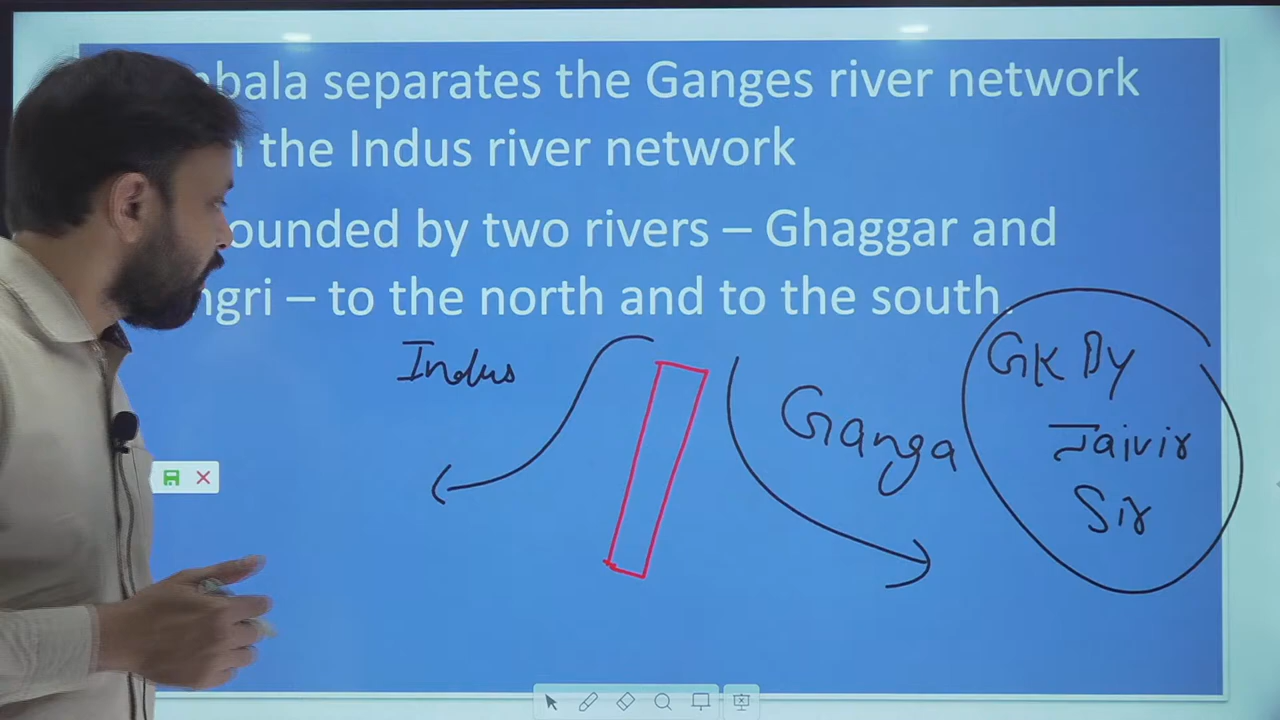 bala separates the Ganges river network
the Indus river network
ounded by two rivers – Ghaggar and
ngri – to the north and to the south.
Indus
Ganga
GK By
Jaivir
Sir